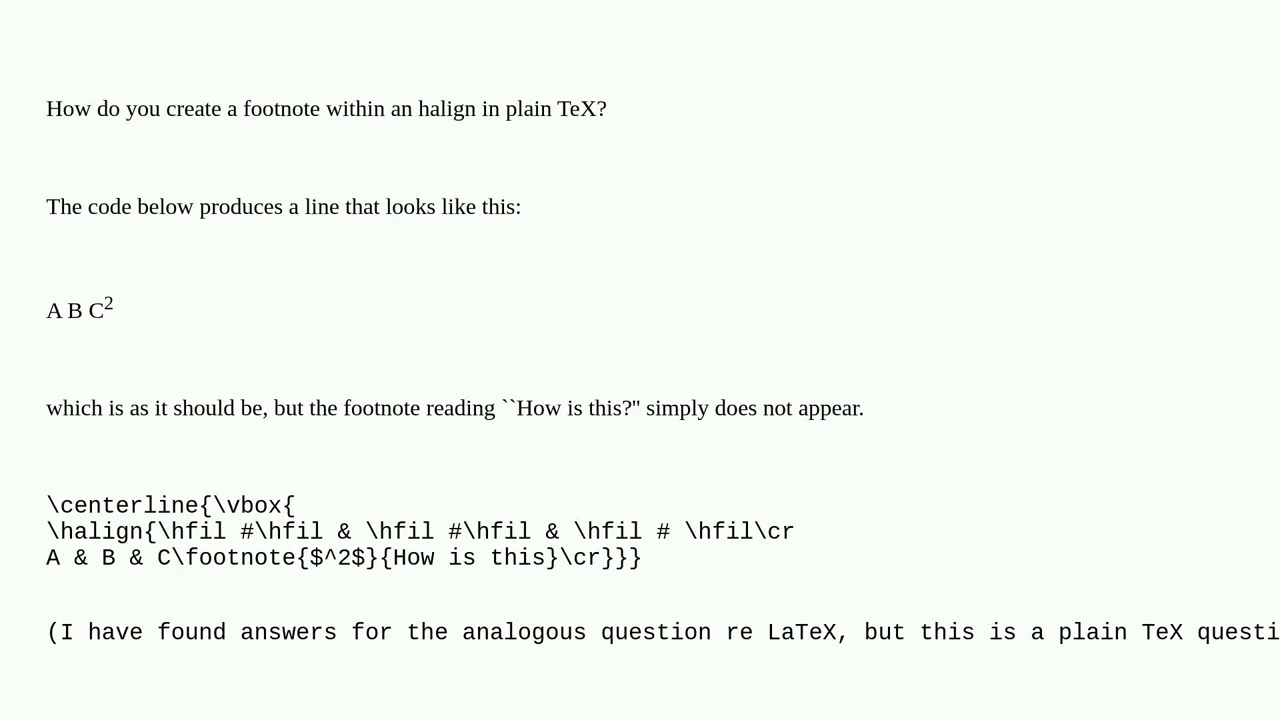 How do you create a footnote within an halign in plain TeX?
The code below produces a line that looks like this:
A B C²
which is as it should be, but the footnote reading ``How is this?" simply does not appear.
\centerline{\vbox{
\halign{\hfil #\hfil & \hfil #\hfil & \hfil # \hfil\cr
A & B & C\footnote{$^2$}{How is this}\cr}}}
(I have found answers for the analogous question re LaTeX, but this is a plain TeX questi